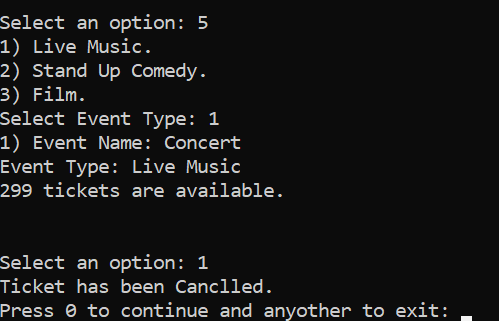 Select an option: 5
1) Live Music.
2) Stand Up Comedy.
3) Film.
Select Event Type: 1
1) Event Name: Concert
Event Type: Live Music
299 tickets are available.
Select an option: 1
Ticket has been Canclled.
Press 0 to continue and anyother to exit: